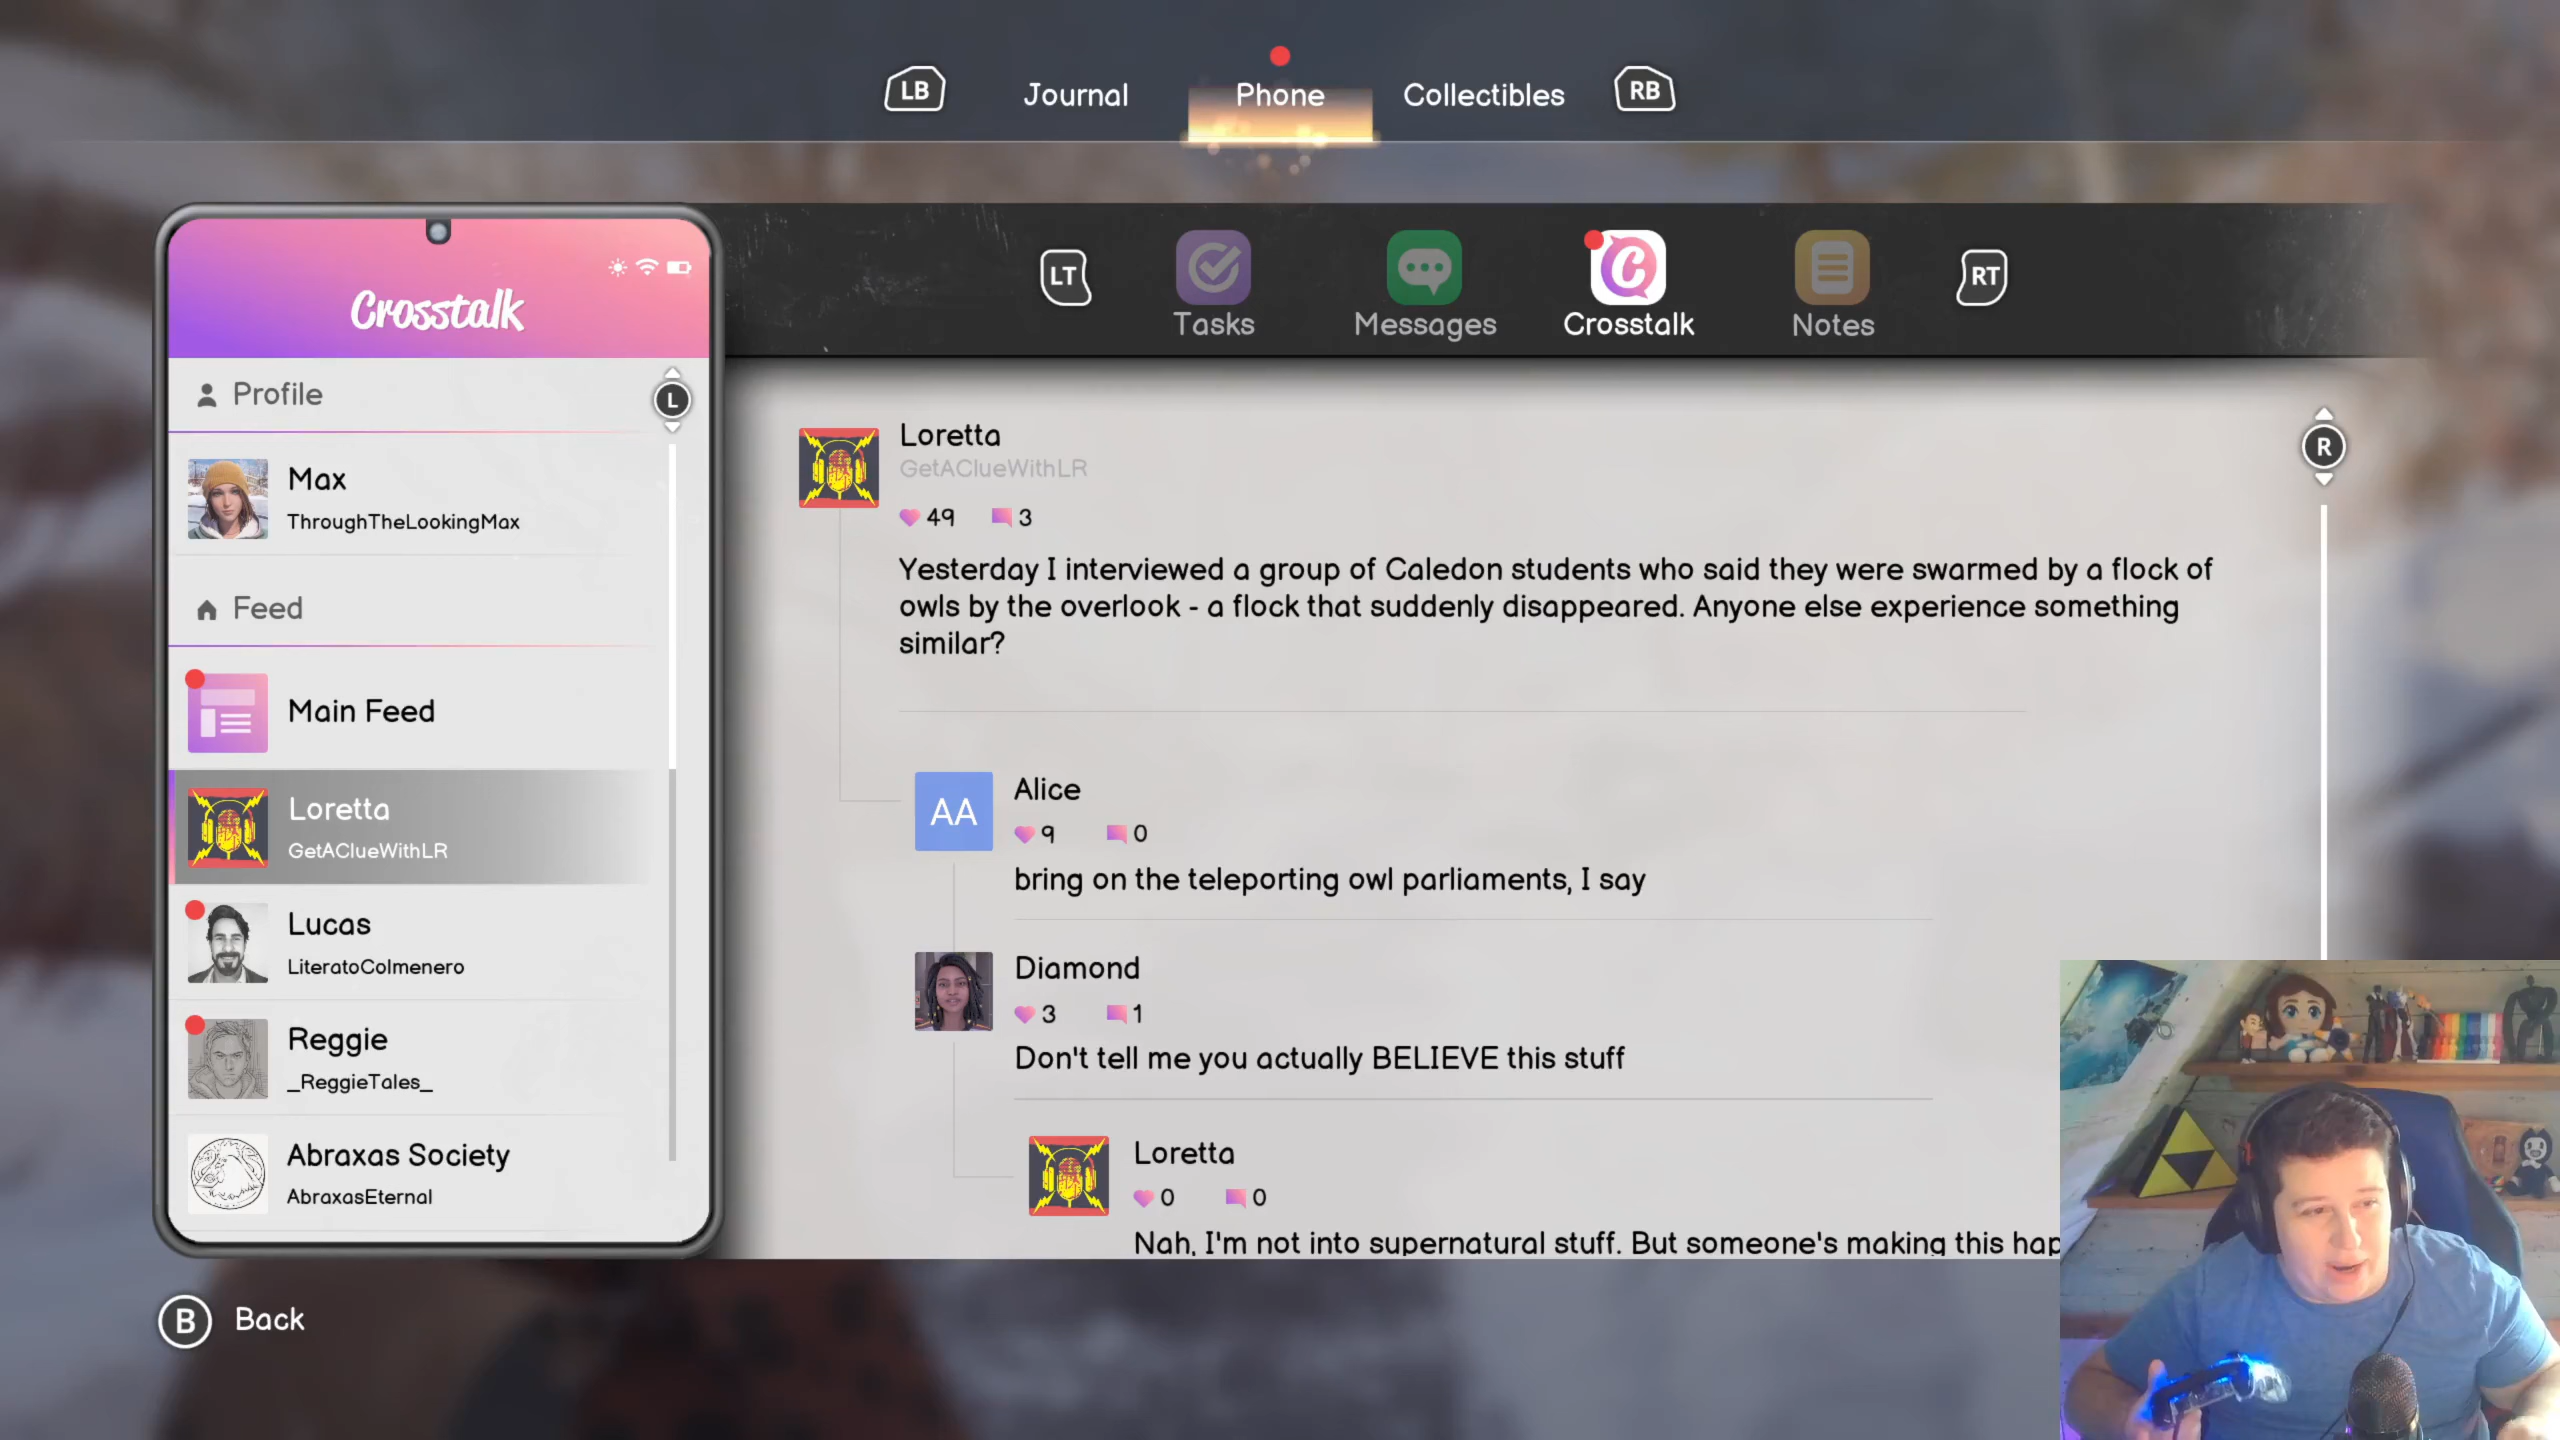 LB
Journal
Phone
Collectibles
RB
Crosstalk
LT
Tasks
Messages
Crosstalk
Notes
RT
Profile
L
Max
ThroughTheLookingMax
Feed
Main Feed
Loretta
GetAClueWithLR
Lucas
LiteratoColmenero
Reggie
_ReggieTales_
Abraxas Society
AbraxasEternal
Loretta
GetAClueWithLR
49 3
R
Yesterday I interviewed a group of Caledon students who said they were swarmed by a flock of
owls by the overlook - a flock that suddenly disappeared. Anyone else experience something
similar?
AA
Alice
9 0
bring on the teleporting owl parliaments, I say
Diamond
3 1
Don't tell me you actually BELIEVE this stuff
Loretta
0 0
Nah, I'm not into supernatural stuff. But someone's making this hap
B Back